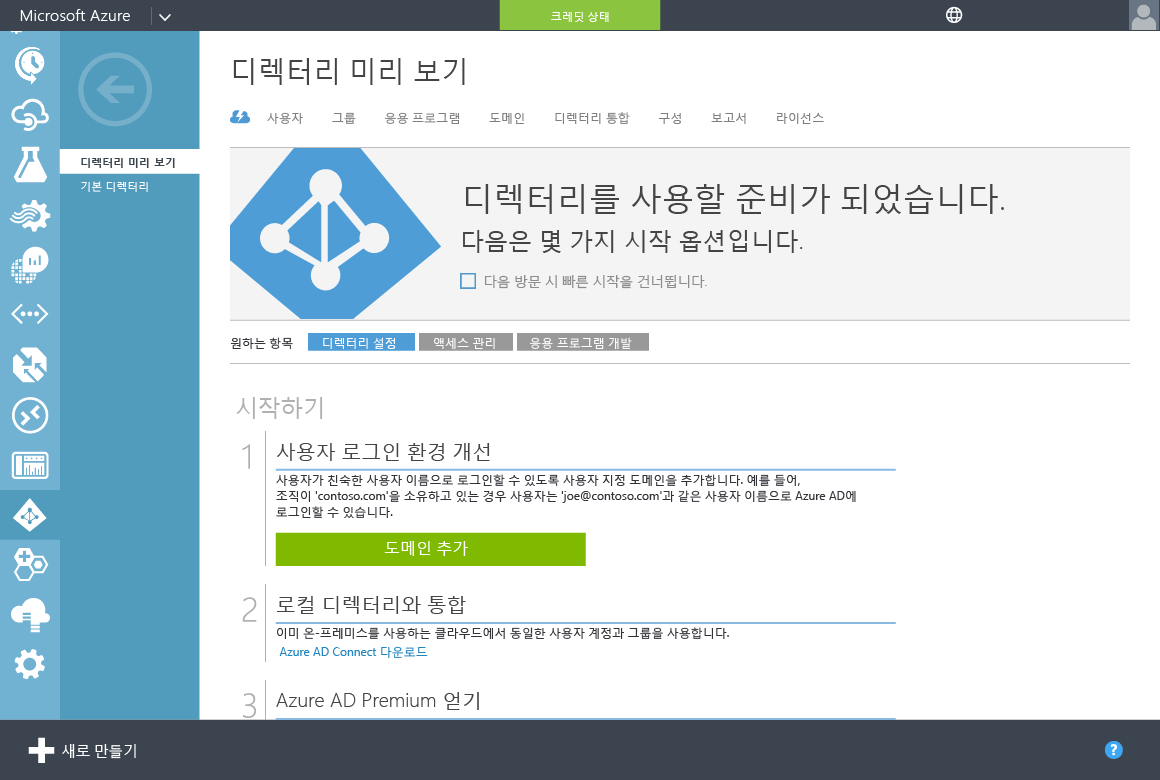 Microsoft Azure
크레딧 상태
디렉터리 미리 보기
기본 디렉터리
디렉터리 미리 보기
사용자 그룹 응용 프로그램 도메인 디렉터리 통합 구성 보고서 라이선스
디렉터리를 사용할 준비가 되었습니다.
다음은 몇 가지 시작 옵션입니다.
다음 방문 시 빠른 시작을 건너뜁니다.
원하는 항목 디렉터리 설정 액세스 관리 응용 프로그램 개발
시작하기
1 사용자 로그인 환경 개선
사용자가 친숙한 사용자 이름으로 로그인할 수 있도록 사용자 지정 도메인을 추가합니다. 예를 들어,
조직이 'contoso.com'을 소유하고 있는 경우 사용자는 'joe@contoso.com'과 같은 사용자 이름으로 Azure AD에
로그인할 수 있습니다.
도메인 추가
2 로컬 디렉터리와 통합
이미 온-프레미스를 사용하는 클라우드에서 동일한 사용자 계정과 그룹을 사용합니다.
Azure AD Connect 다운로드
3 Azure AD Premium 얻기
새로 만들기
?